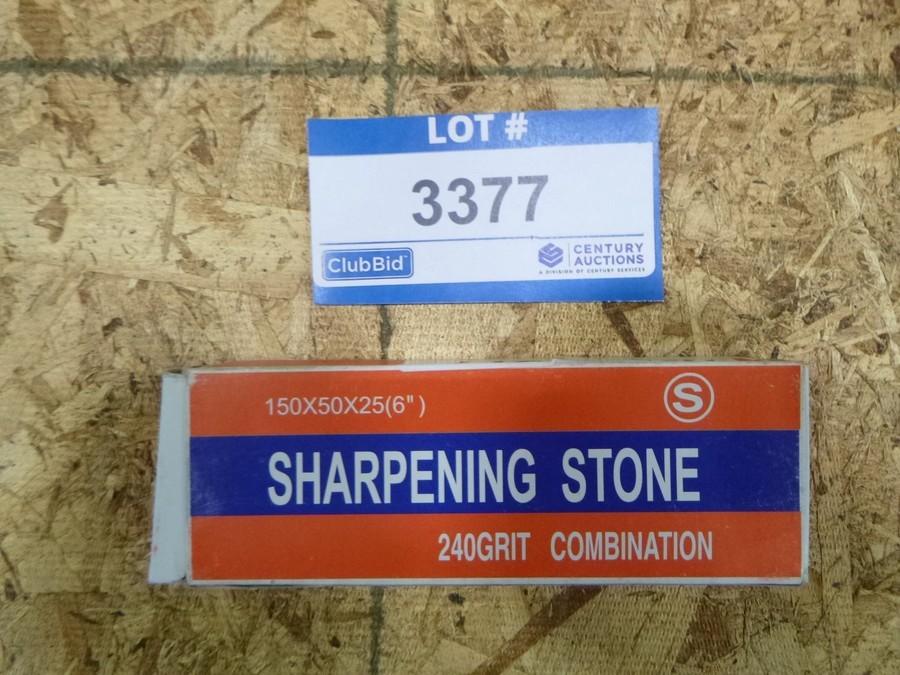 LOT #
3377
ClubBid
CENTURY
AUCTIONS
A DIVISION OF CENTURY SERVICES
150X50X25(6")
S
SHARPENING STONE
240GRIT COMBINATION